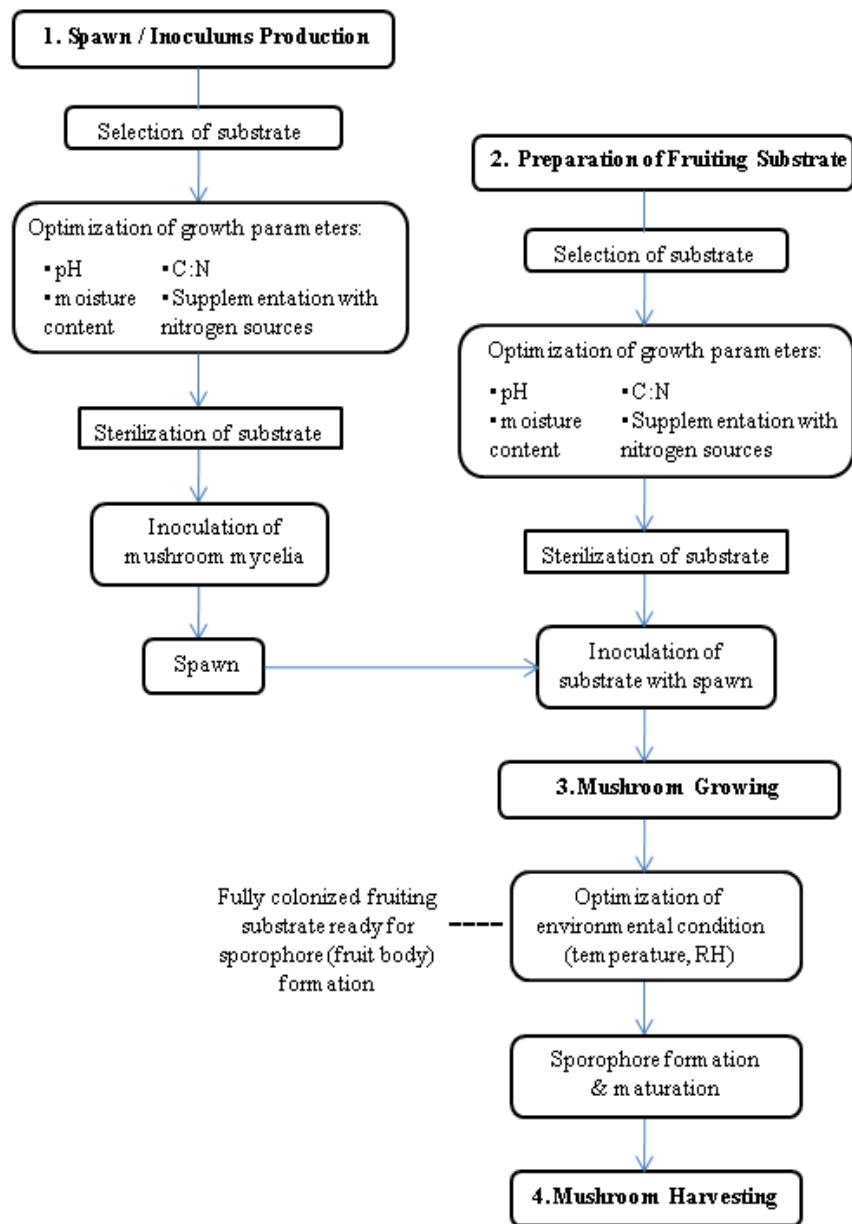 1. Spawn / Inoculums Production
Selection of substrate
Optimization of growth parameters:
▪ pH
▪ moisture
content
▪ C:N
▪ Supplementation with
nitrogen sources
Sterilization of substrate
Inoculation of
mushroom mycelia
Spawn
2. Preparation of Fruiting Substrate
Selection of substrate
Optimization of growth parameters:
▪ pH
▪ moisture
content
▪ C:N
▪ Supplementation with
nitrogen sources
Sterilization of substrate
Inoculation of
substrate with spawn
3. Mushroom Growing
Fully colonized fruiting
substrate ready for
sporophore (fruit body)
formation
Optimization of
environmental condition
(temperature, RH)
Sporophore formation
& maturation
4. Mushroom Harvesting